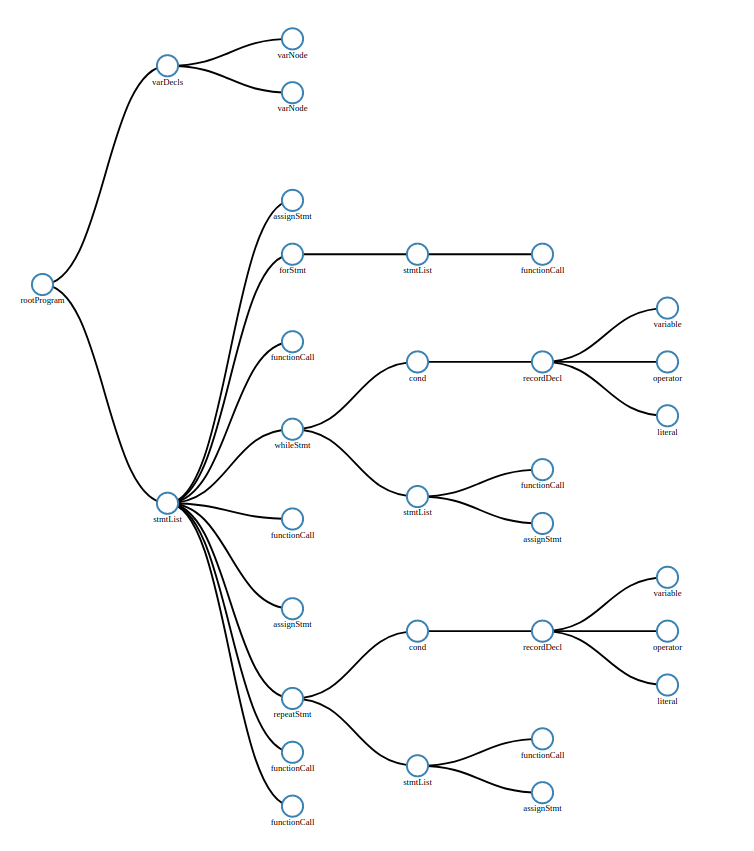 varNode
varDecls
varNode
assignStmt
forStmt
stmtList
functionCall
rootProgram
variable
functionCall
cond
recordDecl
operator
literal
whileStmt
functionCall
stmtList
stmtList
functionCall
assignStmt
variable
assignStmt
cond
recordDecl
operator
literal
repeatStmt
functionCall
functionCall
stmtList
assignStmt
functionCall